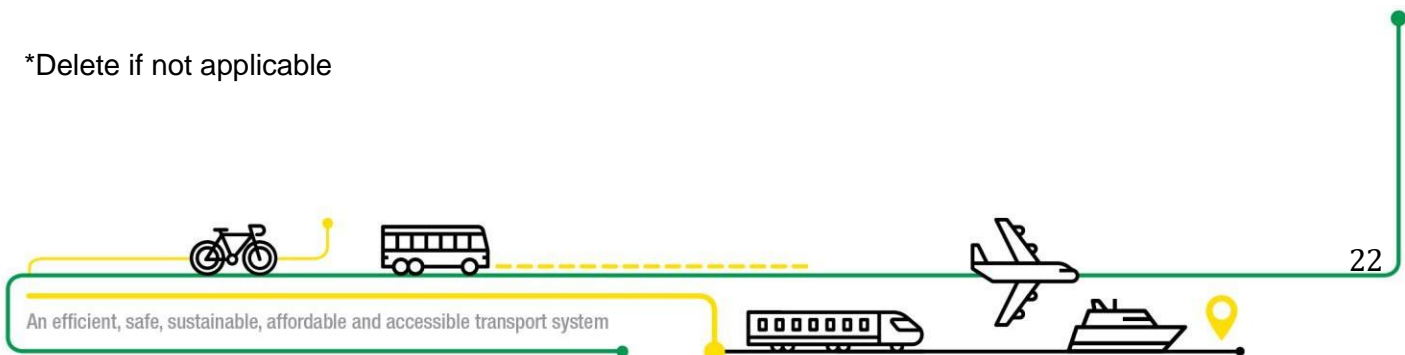 *Delete if not applicable
22
An efficient, safe, sustainable, affordable and accessible transport system